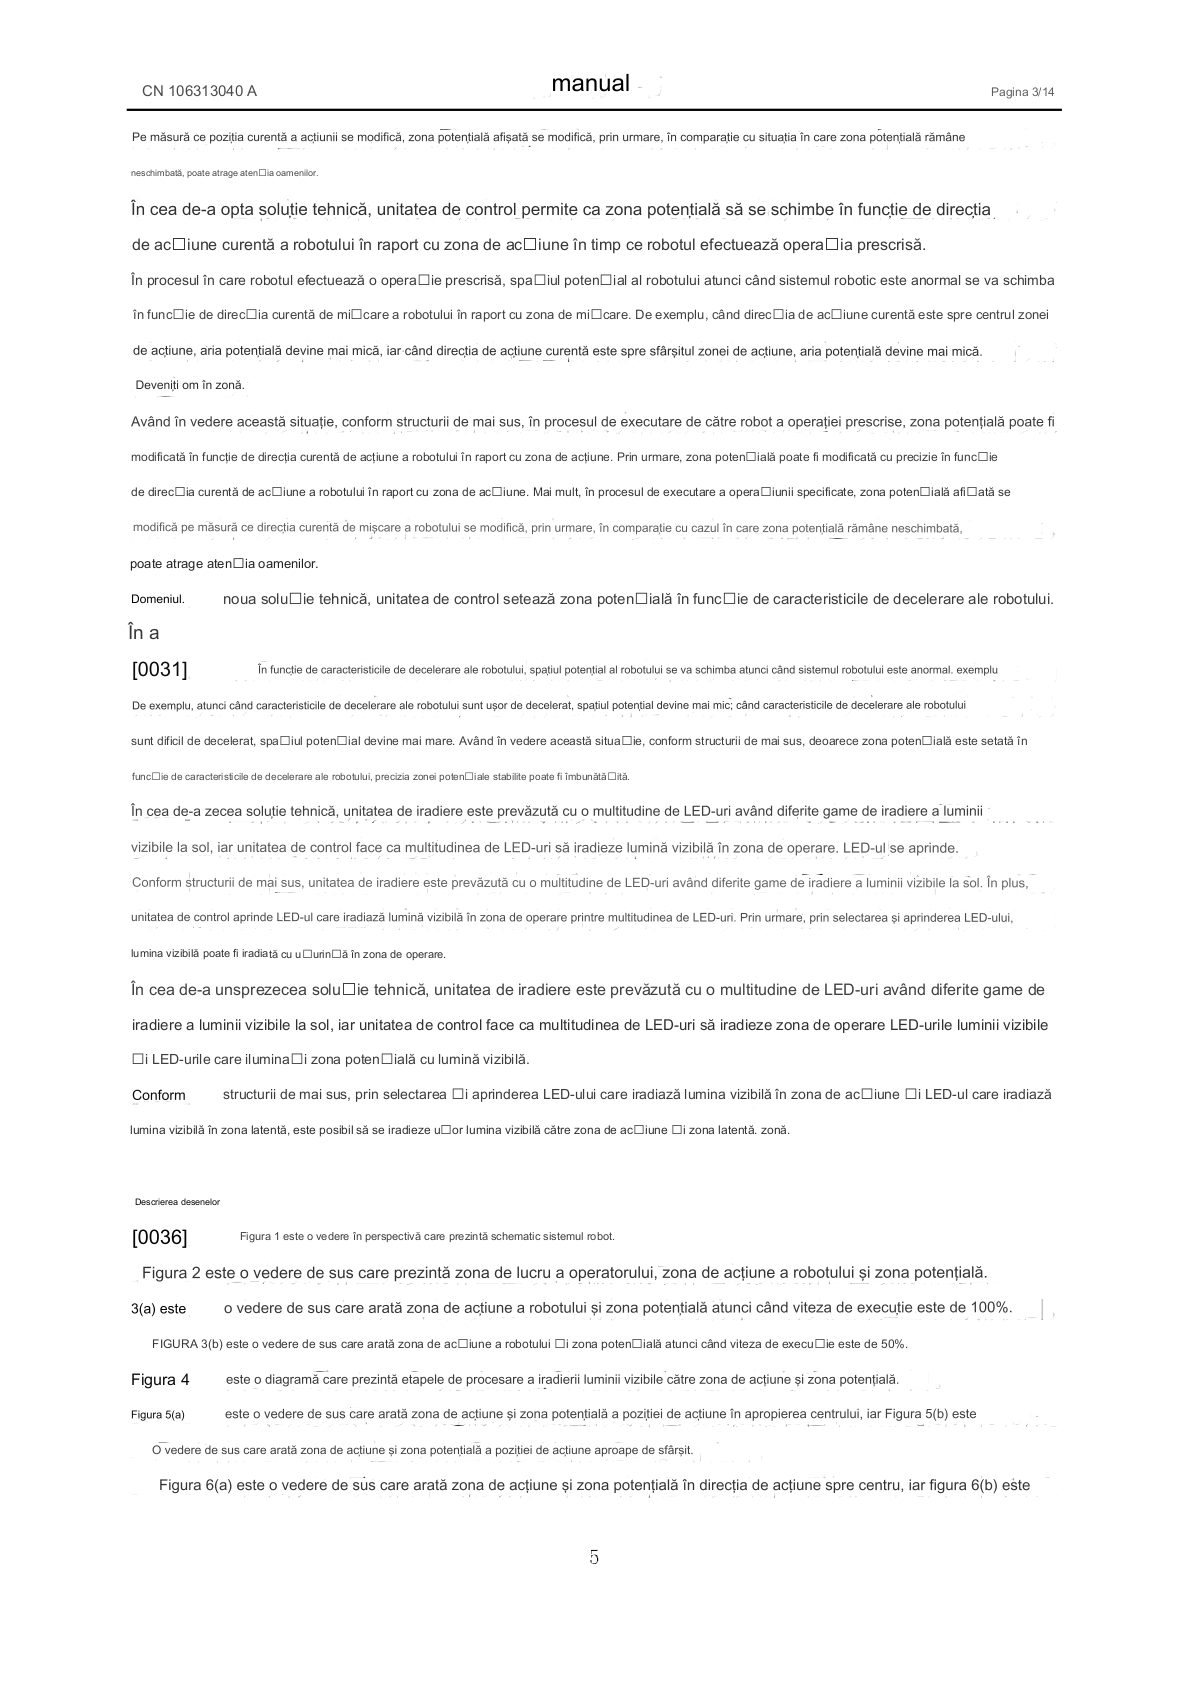 CN 106313040 A
manual
Pagina 3/14
Pe măsură ce poziția curentă a acțiunii se modifică, zona potențială afișată se modifică, prin urmare, în comparație cu situația în care zona potențială rămâne
neschimbată, poate atrage aten□ia oamenilor.
În cea de-a opta soluție tehnică, unitatea de control permite ca zona potențială să se schimbe în funcție de direcția
de ac□iune curentă a robotului în raport cu zona de ac□iune în timp ce robotul efectuează opera□ia prescrisă.
În procesul în care robotul efectuează o opera□ie prescrisă, spa□iul poten□ial al robotului atunci când sistemul robotic este anormal se va schimba
în func□ie de direc□ia curentă de mi□care a robotului în raport cu zona de mi□care. De exemplu, când direc□ia de ac□iune curentă este spre centrul zonei
de acțiune, aria potențială devine mai mică, iar când direcția de acțiune curentă este spre sfârșitul zonei de acțiune, aria potențială devine mai mică.
Deveniți om în zonă.
Având în vedere această situație, conform structurii de mai sus, în procesul de executare de către robot a operației prescrise, zona potențială poate fi
modificată în funcție de direcția curentă de acțiune a robotului în raport cu zona de acțiune. Prin urmare, zona poten□ială poate fi modificată cu precizie în func□ie
de direc□ia curentă de ac□iune a robotului în raport cu zona de ac□iune. Mai mult, în procesul de executare a opera□iunii specificate, zona poten□ială afi□ată se
modifică pe măsură ce direcția curentă de mișcare a robotului se modifică, prin urmare, în comparație cu cazul în care zona potențială rămâne neschimbată,
poate atrage aten□ia oamenilor.
Domeniul. noua solu□ie tehnică, unitatea de control setează zona poten□ială în func□ie de caracteristicile de decelerare ale robotului.
În a
[0031] În funcție de caracteristicile de decelerare ale robotului, spațiul potențial al robotului se va schimba atunci când sistemul robotului este anormal. exemplu
De exemplu, atunci când caracteristicile de decelerare ale robotului sunt ușor de decelerat, spațiul potențial devine mai mic; când caracteristicile de decelerare ale robotului
sunt dificil de decelerat, spa□iul poten□ial devine mai mare. Având în vedere această situa□ie, conform structurii de mai sus, deoarece zona poten□ială este setată în
func□ie de caracteristicile de decelerare ale robotului, precizia zonei poten□iale stabilite poate fi îmbunătă□ită.
În cea de-a zecea soluție tehnică, unitatea de iradiere este prevăzută cu o multitudine de LED-uri având diferite game de iradiere a luminii
vizibile la sol, iar unitatea de control face ca multitudinea de LED-uri să iradieze lumină vizibilă în zona de operare. LED-ul se aprinde.
Conform structurii de mai sus, unitatea de iradiere este prevăzută cu o multitudine de LED-uri având diferite game de iradiere a luminii vizibile la sol. În plus,
unitatea de control aprinde LED-ul care iradiază lumină vizibilă în zona de operare printre multitudinea de LED-uri. Prin urmare, prin selectarea și aprinderea LED-ului,
lumina vizibilă poate fi iradiată cu u□urin□ă în zona de operare.
În cea de-a unsprezecea solu□ie tehnică, unitatea de iradiere este prevăzută cu o multitudine de LED-uri având diferite game de
iradiere a luminii vizibile la sol, iar unitatea de control face ca multitudinea de LED-uri să iradieze zona de operare LED-urile luminii vizibile
□i LED-urile care ilumina□i zona poten□ială cu lumină vizibilă.
Conform structurii de mai sus, prin selectarea □i aprinderea LED-ului care iradiază lumina vizibilă în zona de ac□iune □i LED-ul care iradiază
lumina vizibilă în zona latentă, este posibil să se iradieze u□or lumina vizibilă către zona de ac□iune □i zona latentă. zonă.
Descrierea desenelor
[0036] Figura 1 este o vedere în perspectivă care prezintă schematic sistemul robot.
Figura 2 este o vedere de sus care prezintă zona de lucru a operatorului, zona de acțiune a robotului și zona potențială.
3(a) este o vedere de sus care arată zona de acțiune a robotului și zona potențială atunci când viteza de execuție este de 100%.
FIGURA 3(b) este o vedere de sus care arată zona de ac□iune a robotului □i zona poten□ială atunci când viteza de execu□ie este de 50%.
Figura 4 este o diagramă care prezintă etapele de procesare a iradierii luminii vizibile către zona de acțiune și zona potențială.
Figura 5(a) este o vedere de sus care arată zona de acțiune și zona potențială a poziției de acțiune în apropierea centrului, iar Figura 5(b) este
O vedere de sus care arată zona de acțiune și zona potențială a poziției de acțiune aproape de sfârșit.
Figura 6(a) este o vedere de sus care arată zona de acțiune și zona potențială în direcția de acțiune spre centru, iar figura 6(b) este
5